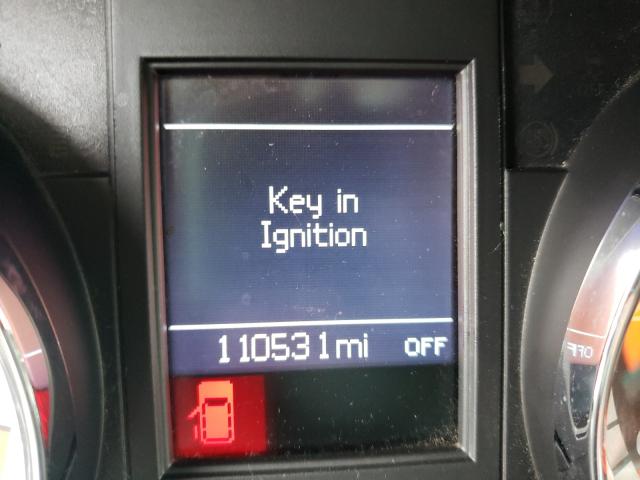 Key in
Ignition
110531mi OFF